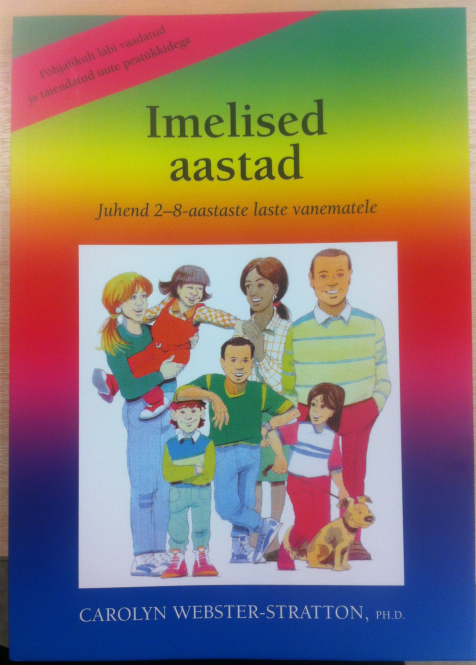 Põhjalikult läbi vaadatud
ja täiendatud uute peatükkidega
Imelised
aastad
Juhend 2–8-aastaste laste vanematele
CAROLYN WEBSTER-STRATTON, PH.D.